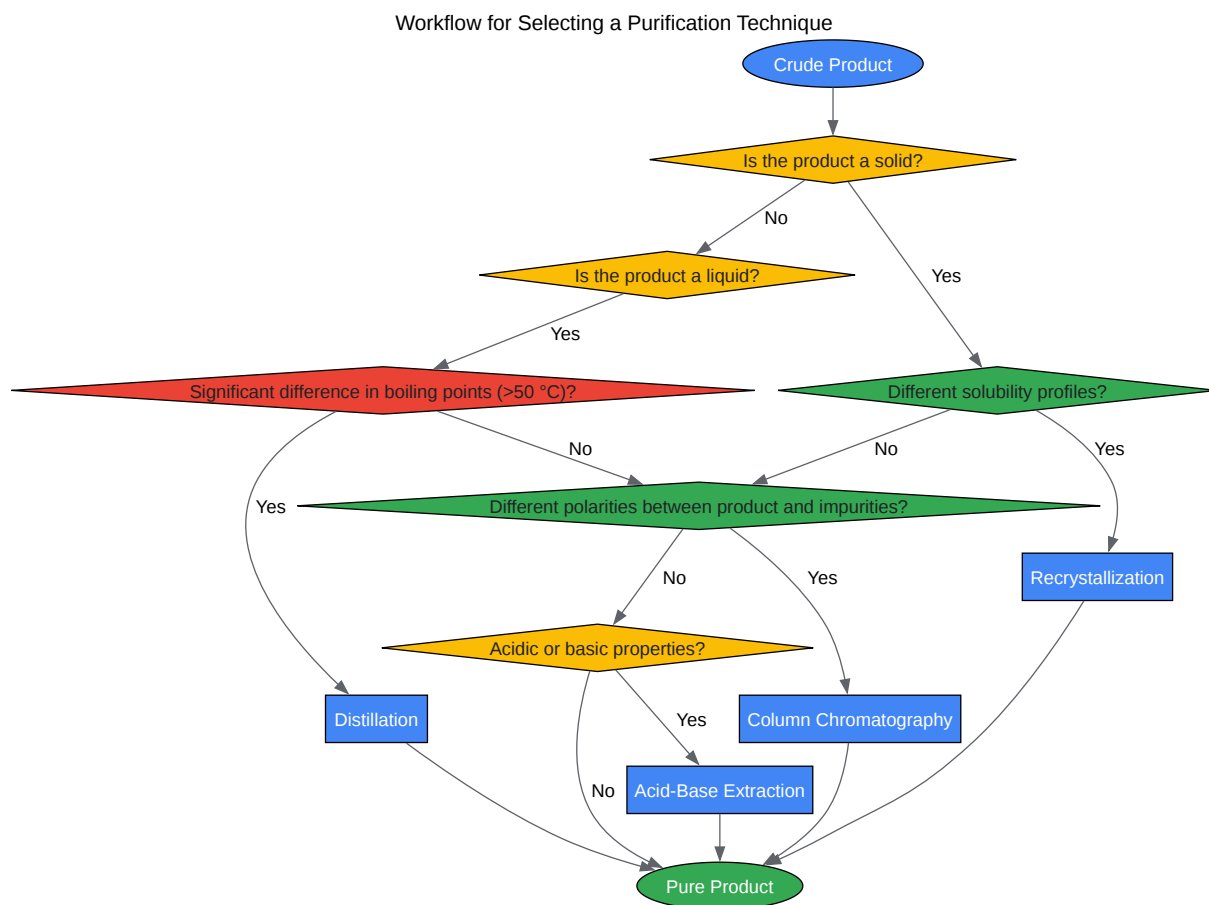 Workflow for Selecting a Purification Technique
Crude Product
Is the product a solid?
No
Is the product a liquid?
Yes
Yes
Significant difference in boiling points (>50 °C)?
Different solubility profiles?
No
No
Yes
Yes
Different polarities between product and impurities?
No
Yes
Recrystallization
Acidic or basic properties?
Distillation
Yes
Column Chromatography
No
Acid-Base Extraction
Pure Product